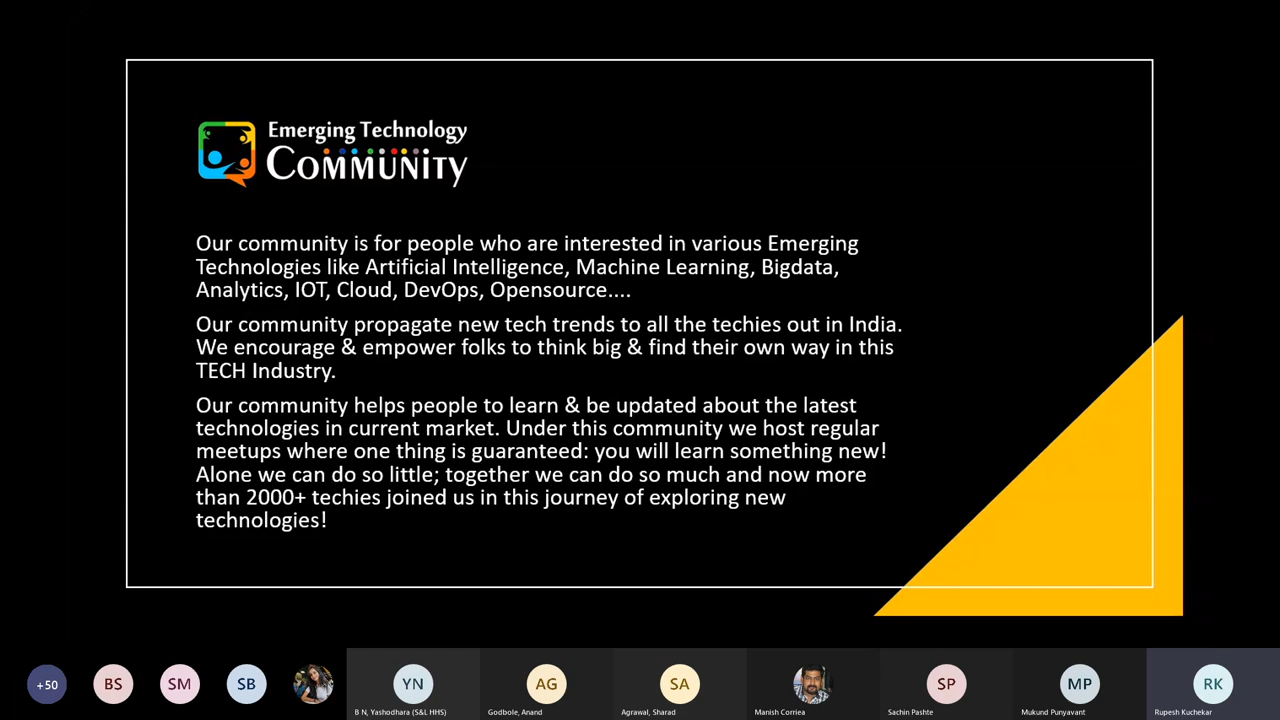 Emerging Technology
COMMUNITY
Our community is for people who are interested in various Emerging
Technologies like Artificial Intelligence, Machine Learning, Bigdata,
Analytics, IOT, Cloud, DevOps, Opensource....
Our community propagate new tech trends to all the techies out in India.
We encourage & empower folks to think big & find their own way in this
TECH Industry.
Our community helps people to learn & be updated about the latest
technologies in current market. Under this community we host regular
meetups where one thing is guaranteed: you will learn something new!
Alone we can do so little; together we can do so much and now more
than 2000+ techies joined us in this journey of exploring new
technologies!
+50 BS SM SB YN AG SA SP MP RK
B N, Yashodhara (S&L HHS) Godbole, Anand Agrawal, Sharad Manish Corriea Sachin Pashte Mukund Punyavant Rupesh Kuchekar